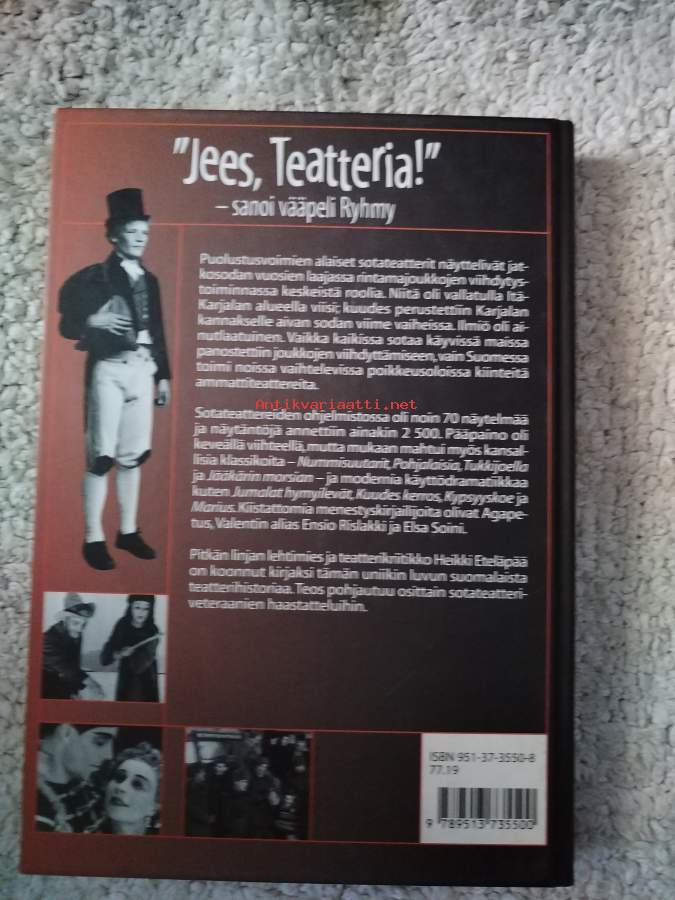 "Jees, Teatteria!"
– sanoi vääpeli Ryhmy
Puolustusvoimien alaiset sotateatterit näyttelivät jat-
kosodan vuosien laajassa rintamajoukkojen viihdytys-
toiminnassa keskeistä roolia. Niitä oli vallatulla Itä-
Karjalan alueella viisi; kuudes perustettiin Karjalan
kannakselle aivan sodan viime vaiheissa. Ilmiö oli ai-
nutlaatuinen. Vaikka kaikissa sotaa käyvissä maissa
panostettiin joukkojen viihdyttämiseen, vain Suomessa
toimi noissa vaihtelevissa poikkeusoloissa kiinteitä
ammattiteattereita.
Antikvariaatti.net
Sotateattereiden ohjelmistossa oli noin 70 näytelmää
ja näytäntöjä annettiin ainakin 2 500. Pääpaino oli
keveällä viihteellä, mutta mukaan mahtui myös kansal-
lisia klassikoita – Nummisuutarit, Pohjalaisia, Tukkijoella
ja Jääkärin morsian – ja modernia käyttödramatiikkaa
kuten Jumalat hymyilevät, Kuudes kerros, Kypsyyskoe ja
Marius. Kiistattomia menestyskirjailijoita olivat Agape-
tus, Valentin alias Ensio Rislakki ja Elsa Soini.
Pitkän linjan lehtimies ja teatterikriitikko Heikki Eteläpää
on koonnut kirjaksi tämän uniikin luvun suomalaista
teatterihistoriaa. Teos pohjautuu osittain sotateatteri-
veteraanien haastatteluihin.
ISBN 951-37-3550-8
77.19
9 789513 735500